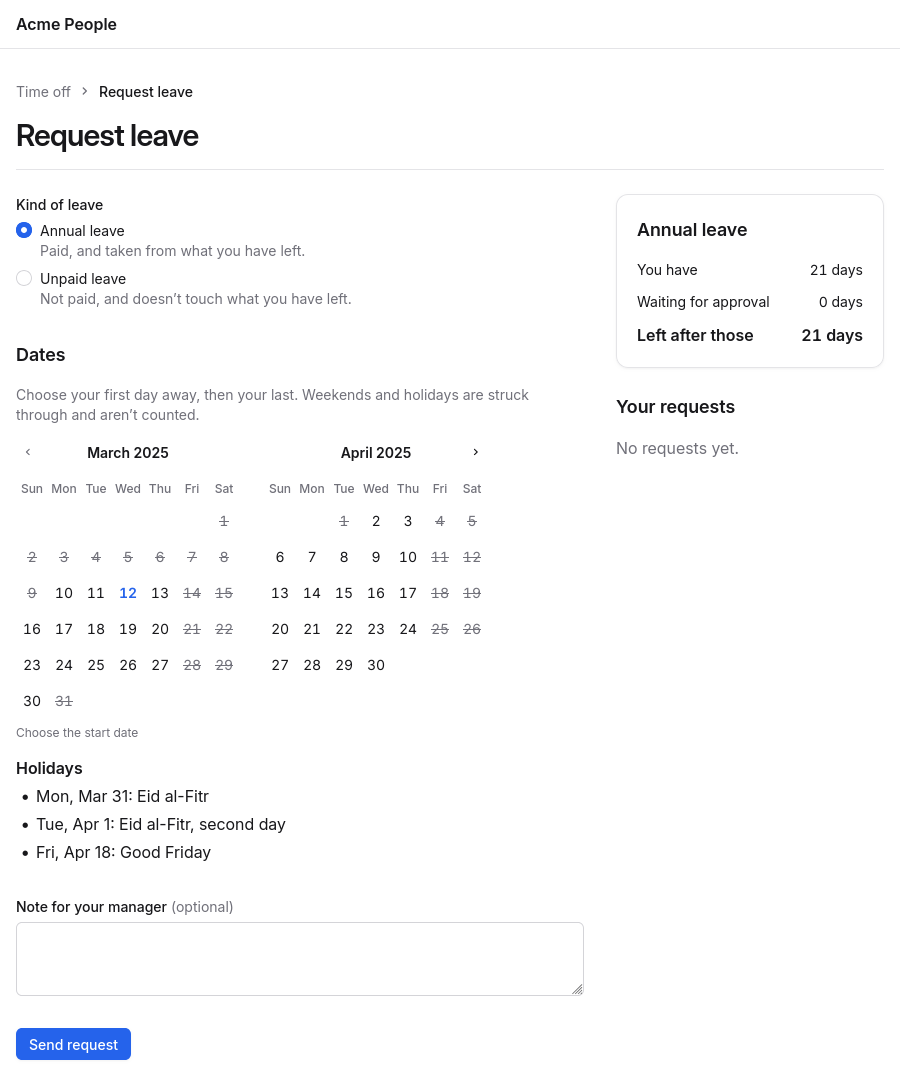 Acme People
Time off > Request leave
Request leave
Kind of leave
Annual leave
Paid, and taken from what you have left.
Unpaid leave
Not paid, and doesn’t touch what you have left.
Dates
Choose your first day away, then your last. Weekends and holidays are struck
through and aren’t counted.
March 2025
Sun Mon Tue Wed Thu Fri Sat
1
2 3 4 5 6 7 8
9 10 11 12 13 14 15
16 17 18 19 20 21 22
23 24 25 26 27 28 29
30 31
April 2025
Sun Mon Tue Wed Thu Fri Sat
1 2 3 4 5
6 7 8 9 10 11 12
13 14 15 16 17 18 19
20 21 22 23 24 25 26
27 28 29 30
Choose the start date
Holidays
• Mon, Mar 31: Eid al-Fitr
• Tue, Apr 1: Eid al-Fitr, second day
• Fri, Apr 18: Good Friday
Note for your manager (optional)
Send request
Annual leave
You have 21 days
Waiting for approval 0 days
Left after those 21 days
Your requests
No requests yet.